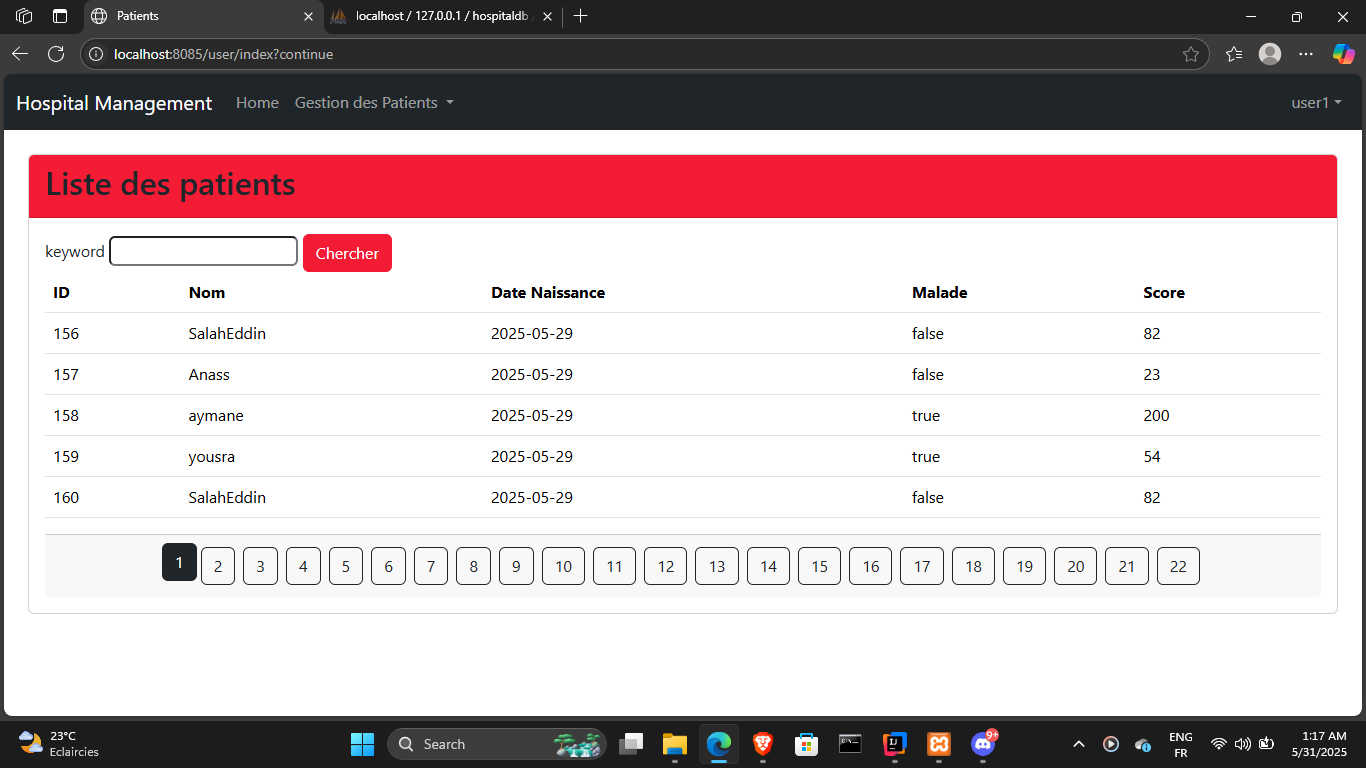 Patients
localhost / 127.0.0.1 / hospitaldb
localhost:8085/user/index?continue
Hospital Management Home Gestion des Patients user1
Liste des patients
keyword Chercher
ID Nom Date Naissance Malade Score
156 SalahEddin 2025-05-29 false 82
157 Anass 2025-05-29 false 23
158 aymane 2025-05-29 true 200
159 yousra 2025-05-29 true 54
160 SalahEddin 2025-05-29 false 82
1 2 3 4 5 6 7 8 9 10 11 12 13 14 15 16 17 18 19 20 21 22
23°C
Eclaircies
Search
9+
ENG
FR
1:17 AM
5/31/2025